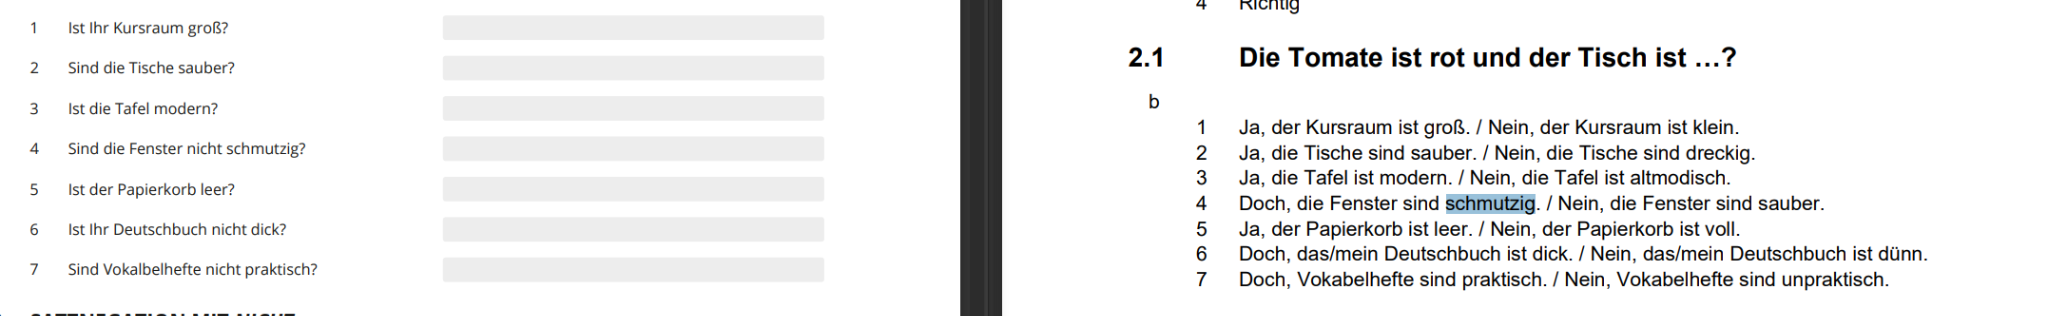 1 Ist Ihr Kursraum groß?
2 Sind die Tische sauber?
3 Ist die Tafel modern?
4 Sind die Fenster nicht schmutzig?
5 Ist der Papierkorb leer?
6 Ist Ihr Deutschbuch nicht dick?
7 Sind Vokalbelhefte nicht praktisch?
SATZNEGATION MIT NICHT
4 Richtig
2.1 Die Tomate ist rot und der Tisch ist …?
b
1 Ja, der Kursraum ist groß. / Nein, der Kursraum ist klein.
2 Ja, die Tische sind sauber. / Nein, die Tische sind dreckig.
3 Ja, die Tafel ist modern. / Nein, die Tafel ist altmodisch.
4 Doch, die Fenster sind schmutzig. / Nein, die Fenster sind sauber.
5 Ja, der Papierkorb ist leer. / Nein, der Papierkorb ist voll.
6 Doch, das/mein Deutschbuch ist dick. / Nein, das/mein Deutschbuch ist dünn.
7 Doch, Vokabelhefte sind praktisch. / Nein, Vokabelhefte sind unpraktisch.